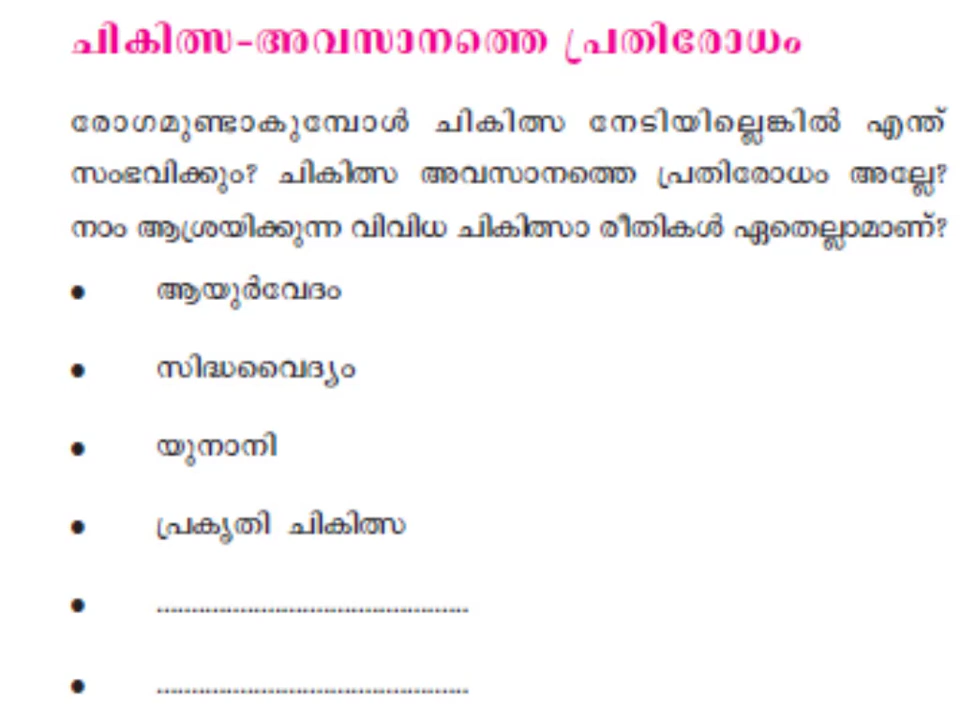 ചികിത്സ-അവസാനത്തെ പ്രതിരോധം
രോഗമുണ്ടാകുമ്പോൾ ചികിത്സ നേടിയില്ലെങ്കിൽ എന്ത്
സംഭവിക്കും? ചികിത്സ അവസാനത്തെ പ്രതിരോധം അല്ലേ?
നാം ആശ്രയിക്കുന്ന വിവിധ ചികിത്സാ രീതികൾ ഏതെല്ലാമാണ്?
● ആയുർവേദം
● സിദ്ധവൈദ്യം
● യുനാനി
● പ്രകൃതി ചികിത്സ
● .............................................
● .............................................